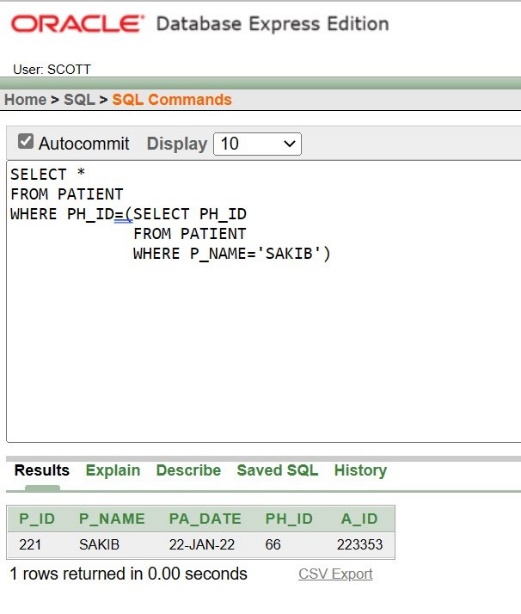 ORACLE Database Express Edition
User: SCOTT
Home > SQL > SQL Commands
Autocommit Display 10
SELECT *
FROM PATIENT
WHERE PH_ID=(SELECT PH_ID
FROM PATIENT
WHERE P_NAME='SAKIB')
Results Explain Describe Saved SQL History
P_ID P_NAME PA_DATE PH_ID A_ID
221 SAKIB 22-JAN-22 66 223353
1 rows returned in 0.00 seconds CSV Export